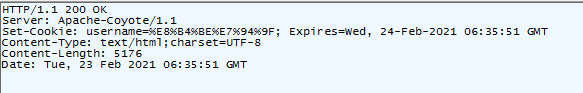 HTTP/1.1 200 OK
Server: Apache-Coyote/1.1
Set-Cookie: username=%E8%B4%BE%E7%94%9F; Expires=Wed, 24-Feb-2021 06:35:51 GMT
Content-Type: text/html;charset=UTF-8
Content-Length: 5176
Date: Tue, 23 Feb 2021 06:35:51 GMT